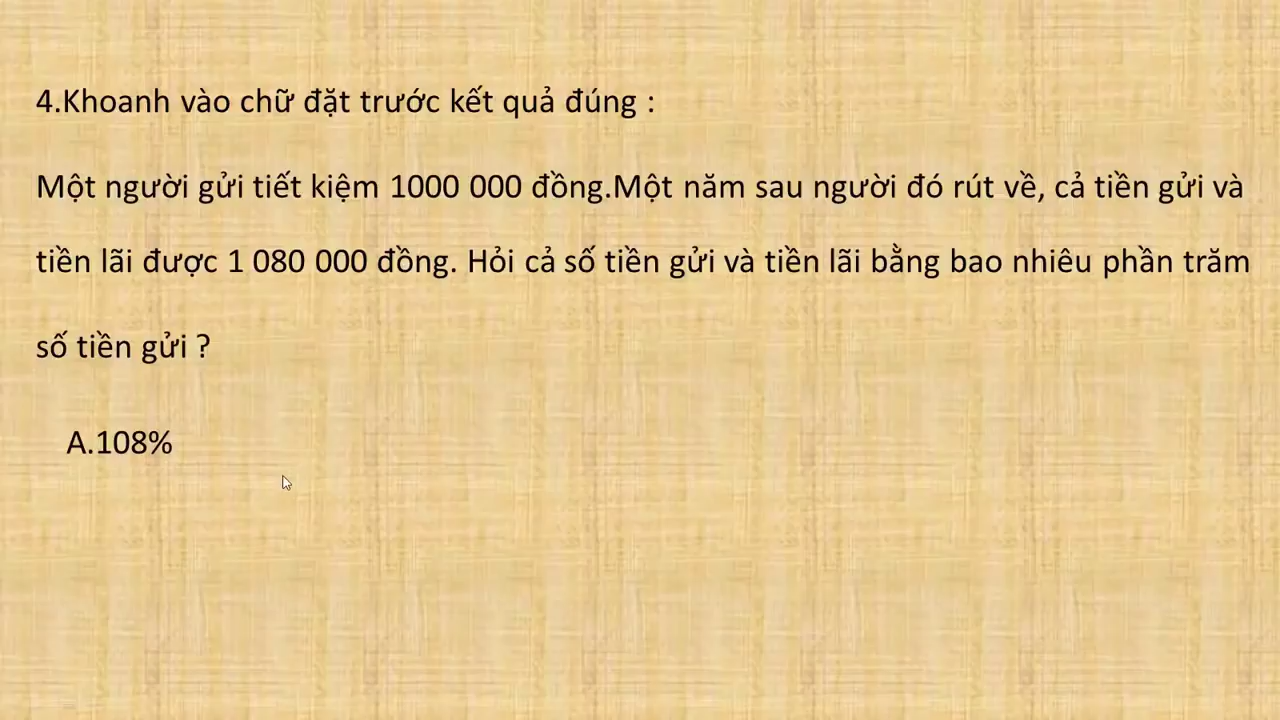 4.Khoanh vào chữ đặt trước kết quả đúng :
Một người gửi tiết kiệm 1000 000 đồng.Một năm sau người đó rút về, cả tiền gửi và
tiền lãi được 1 080 000 đồng. Hỏi cả số tiền gửi và tiền lãi bằng bao nhiêu phần trăm
số tiền gửi ?
A.108%